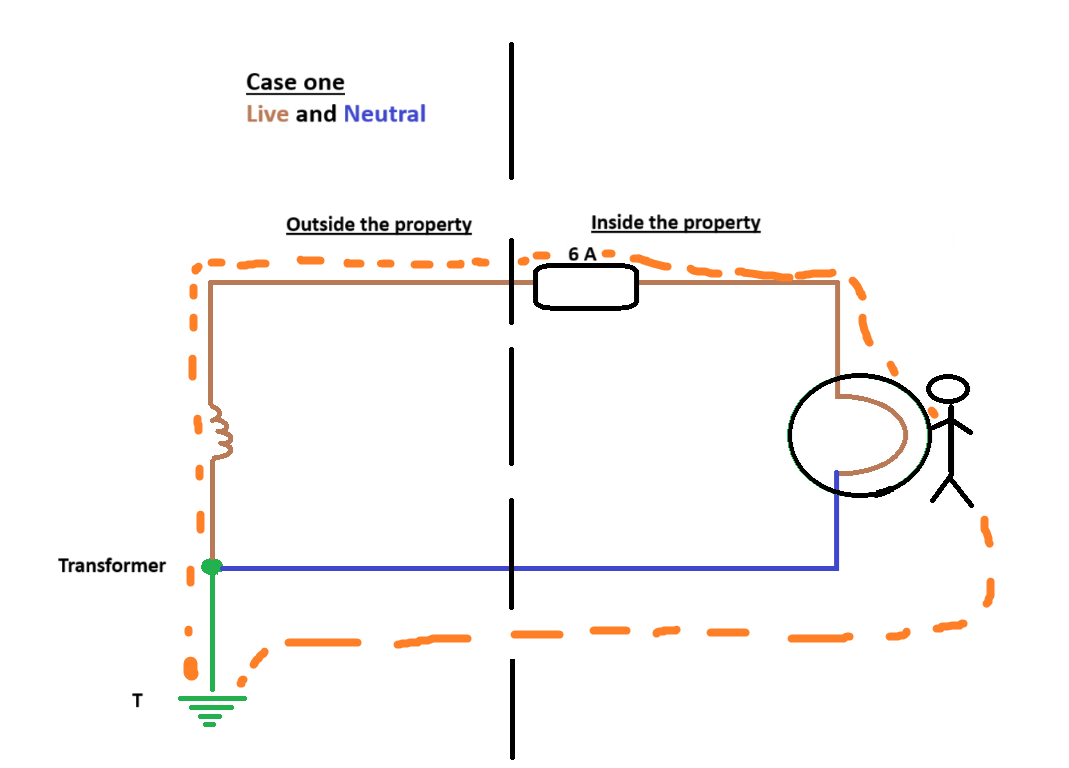 Case one
Live and Neutral
Outside the property
Inside the property
6 A
Transformer
T